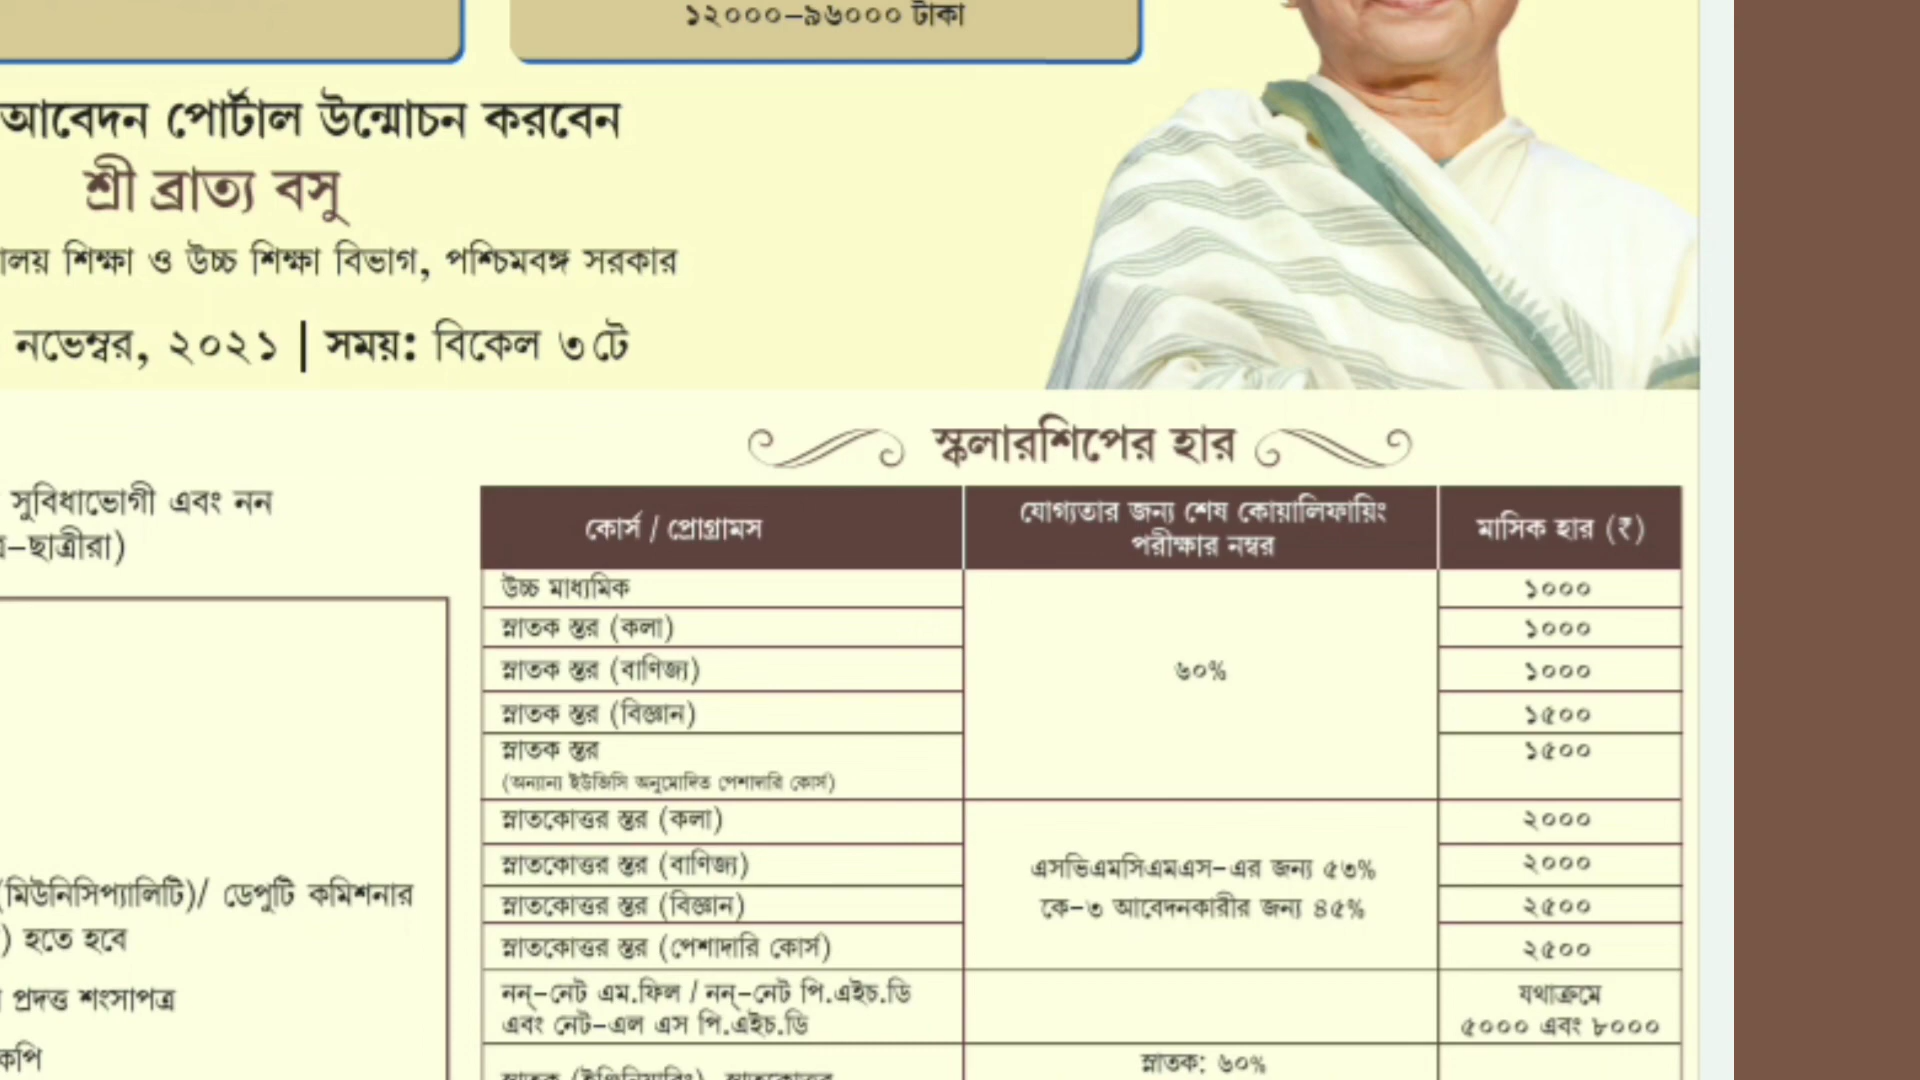 ১২০০০–৯৬০০০ টাকা
আবেদন পোর্টাল উন্মোচন করবেন
শ্রী ব্রাত্য বসু
শিক্ষা ও উচ্চ শিক্ষা বিভাগ, পশ্চিমবঙ্গ সরকার
নভেম্বর, ২০২১ | সময়: বিকেল ৩টে
সুবিধাভোগী এবং নন
ছাত্রীরা)
(মিউনিসিপ্যালিটি)/ ডেপুটি কমিশনার
) হতে হবে
প্রদত্ত শংসাপত্র
কপি
স্কলারশিপের হার
কোর্স / প্রোগ্রামস
যোগ্যতার জন্য শেষ কোয়ালিফায়িং
পরীক্ষার নম্বর
মাসিক হার (₹)
উচ্চ মাধ্যমিক
১০০০
স্নাতক স্তর (কলা)
১০০০
স্নাতক স্তর (বাণিজ্য)
৬০%
১০০০
স্নাতক স্তর (বিজ্ঞান)
১৫০০
স্নাতক স্তর
১৫০০
(অন্যান্য ইউজিসি অনুমোদিত পেশাদারি কোর্স)
স্নাতকোত্তর স্তর (কলা)
২০০০
স্নাতকোত্তর স্তর (বাণিজ্য)
এসভিএমসিএমএস–এর জন্য ৫৩%
২০০০
স্নাতকোত্তর স্তর (বিজ্ঞান)
কে–৩ আবেদনকারীর জন্য ৪৫%
২৫০০
স্নাতকোত্তর স্তর (পেশাদারি কোর্স)
২৫০০
নন্–নেট এম.ফিল / নন্–নেট পি.এইচ.ডি
এবং নেট–এল এস পি.এইচ.ডি
যথাক্রমে
৫০০০ এবং ৮০০০
স্নাতক: ৬০%